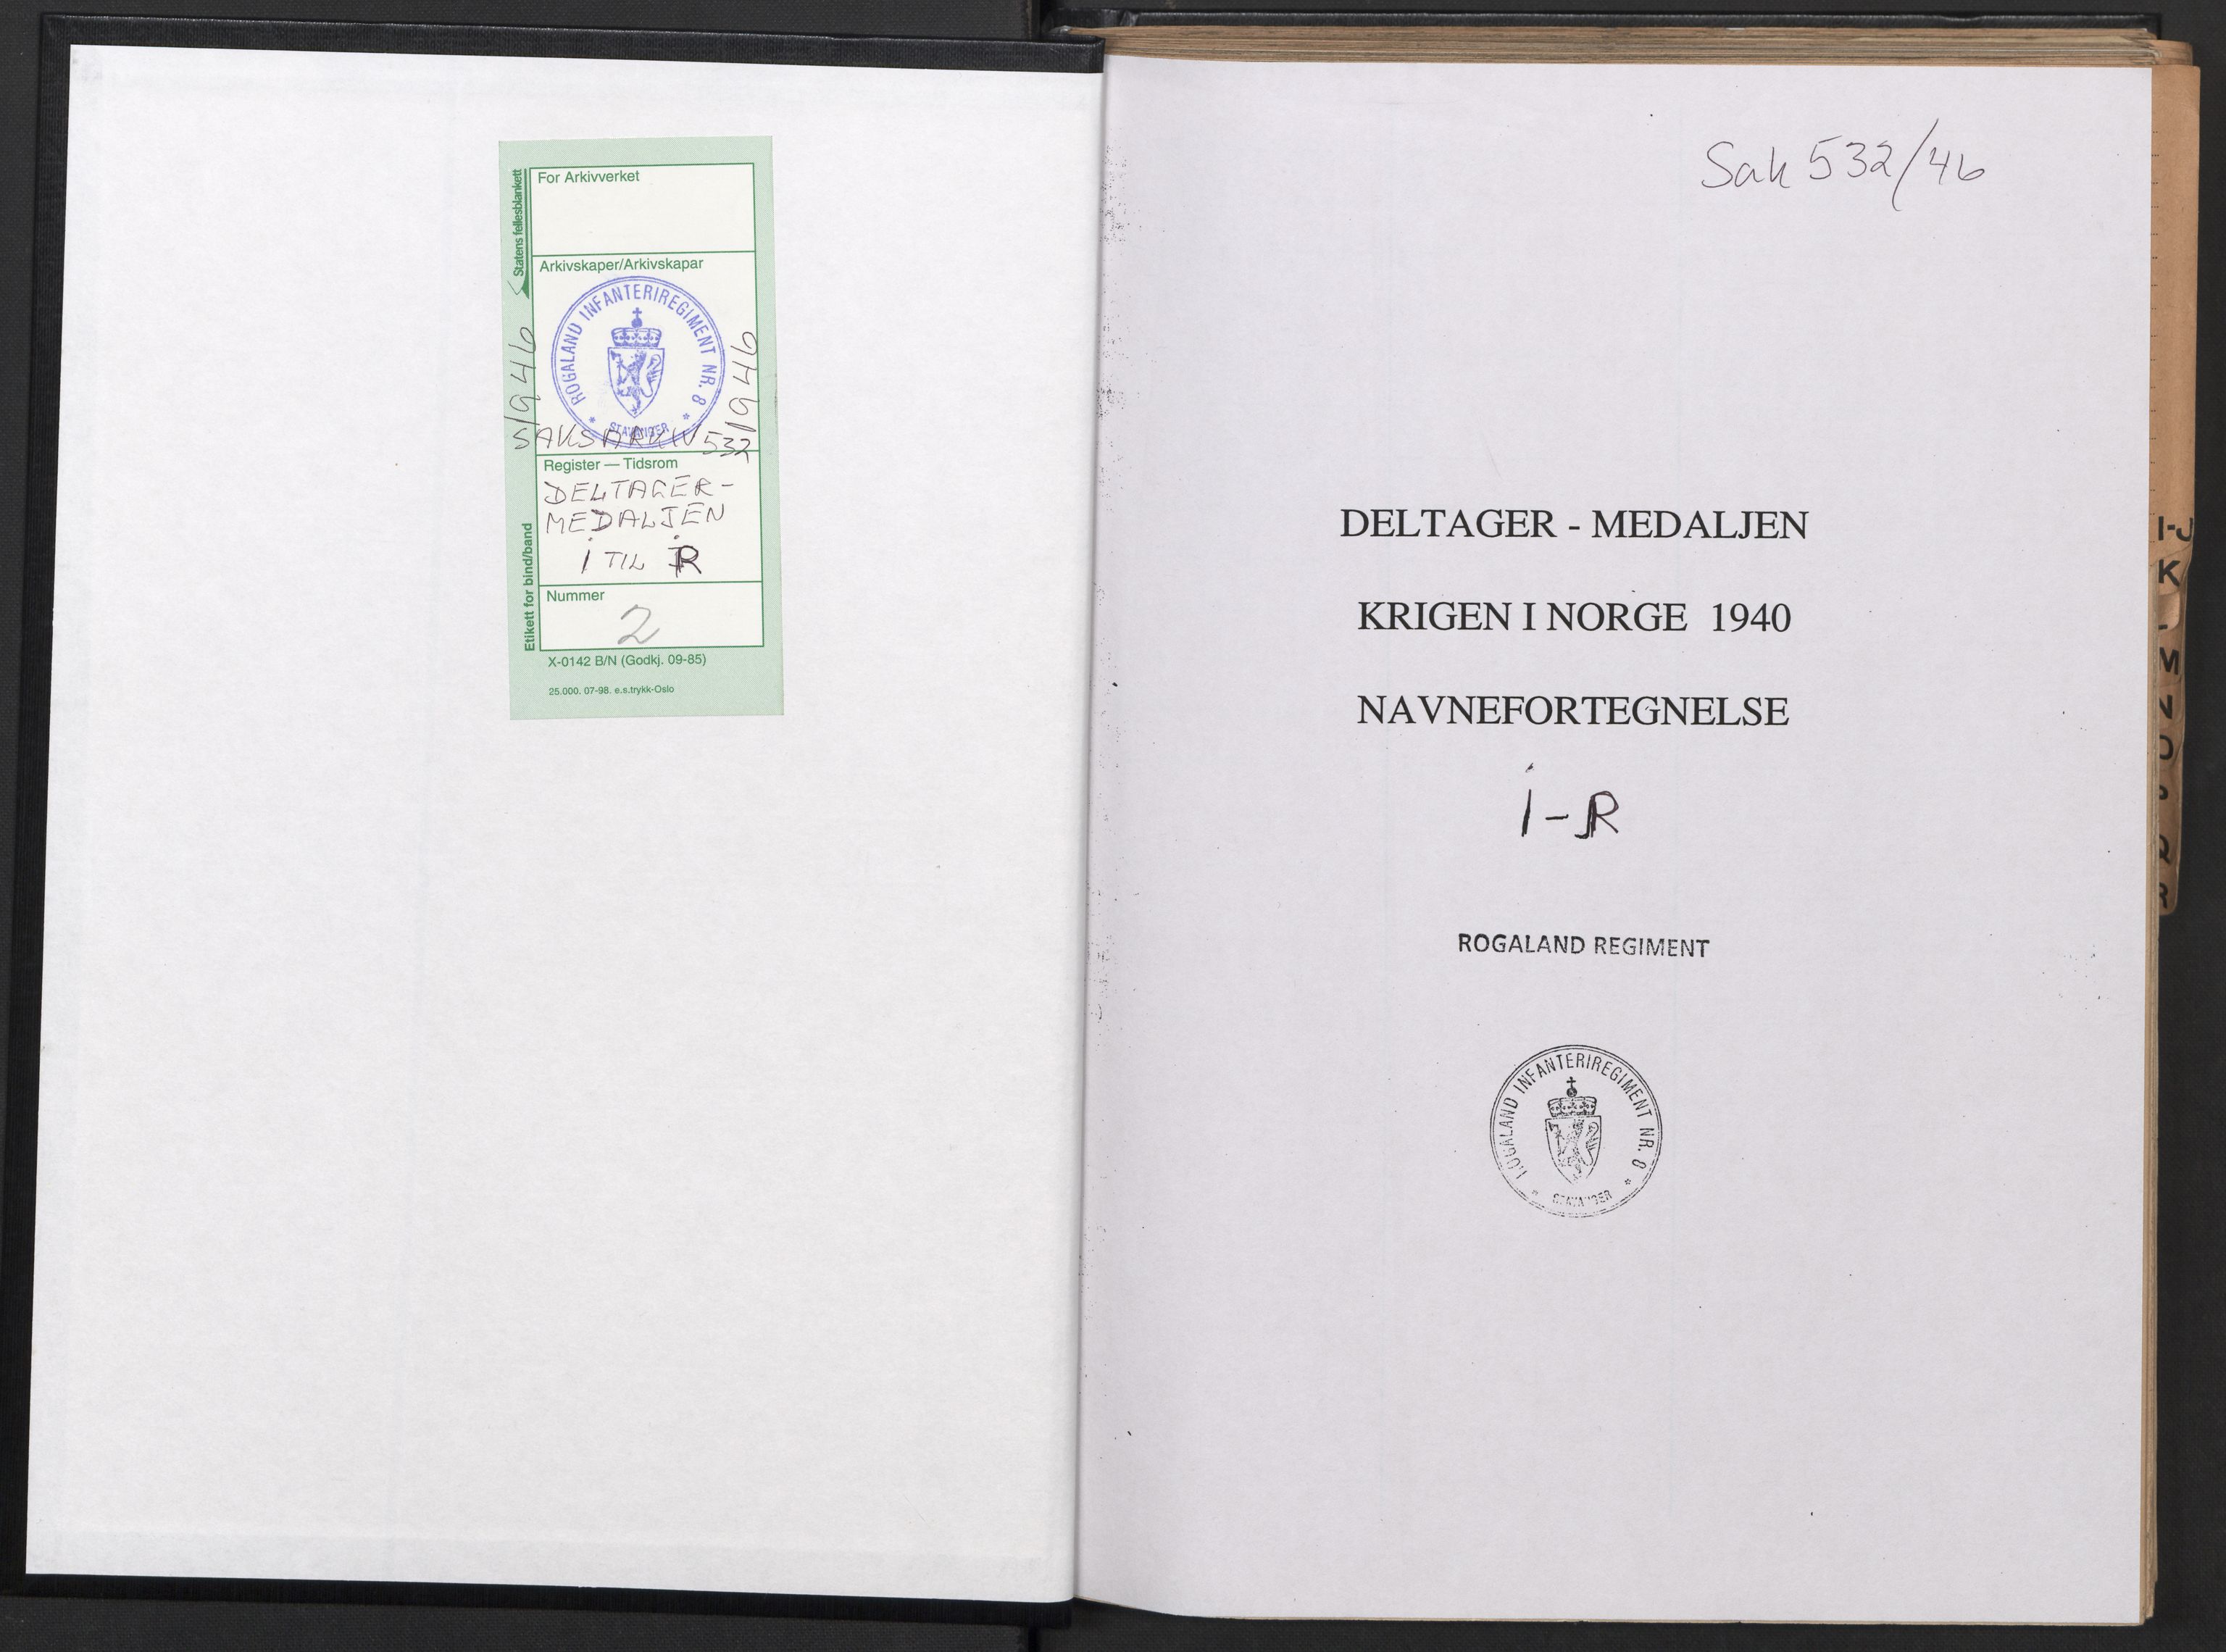 Statens fellesblankett
Etikett for bind/band
For Arkivverket
Arkivskaper/Arkivskapar
ROGALAND INFANTERIREGIMENT NR. 8
STAVANGER
SAKSARKIV 532/1946
S/1946
Register — Tidsrom
DELTAGER-
MEDALJEN
I TIL R
Nummer
2
X-0142 B/N (Godkj. 09-85)
25.000. 07-98. e.s.trykk-Oslo
Sak 532/46
DELTAGER - MEDALJEN
KRIGEN I NORGE 1940
NAVNEFORTEGNELSE
I-R
ROGALAND REGIMENT
ROGALAND INFANTERIREGIMENT NR. 8
STAVANGER
I-J
K
L
M
N
O
P
Q
R